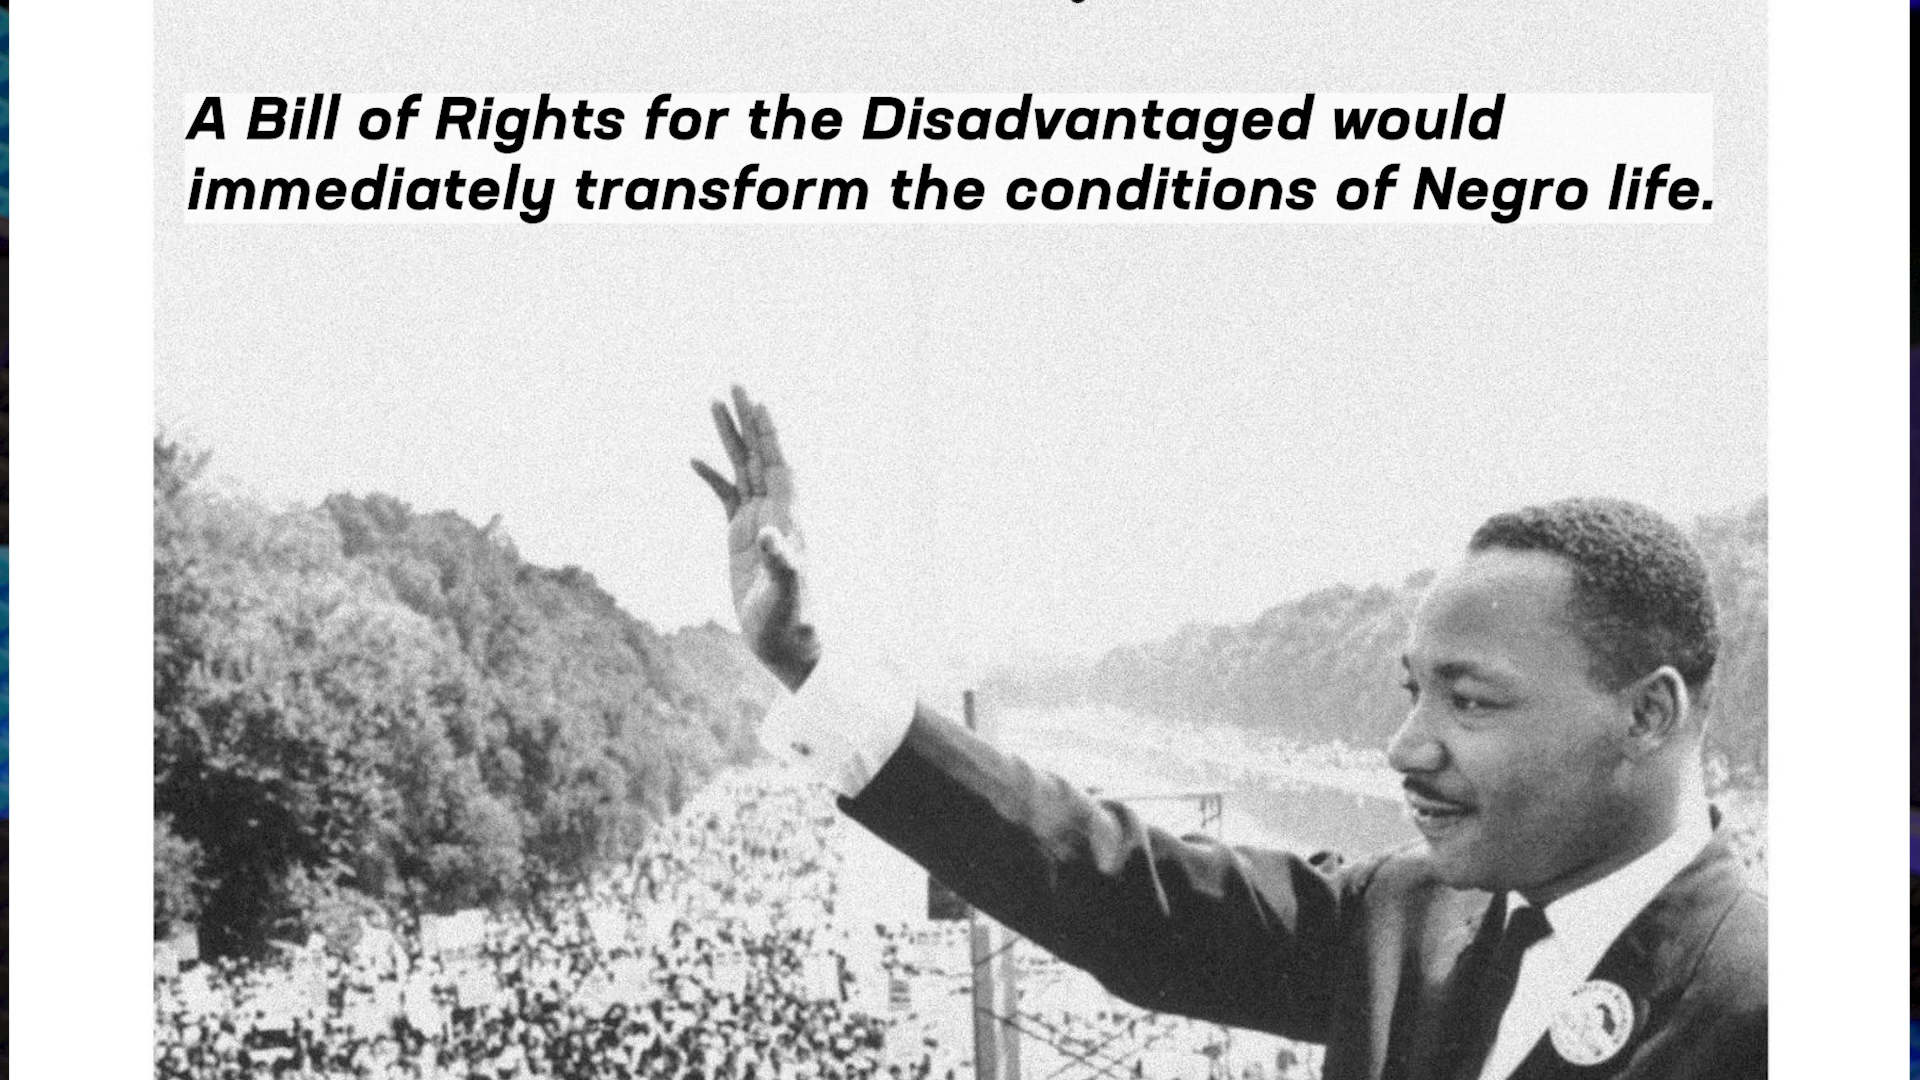 A Bill of Rights for the Disadvantaged would
immediately transform the conditions of Negro life.